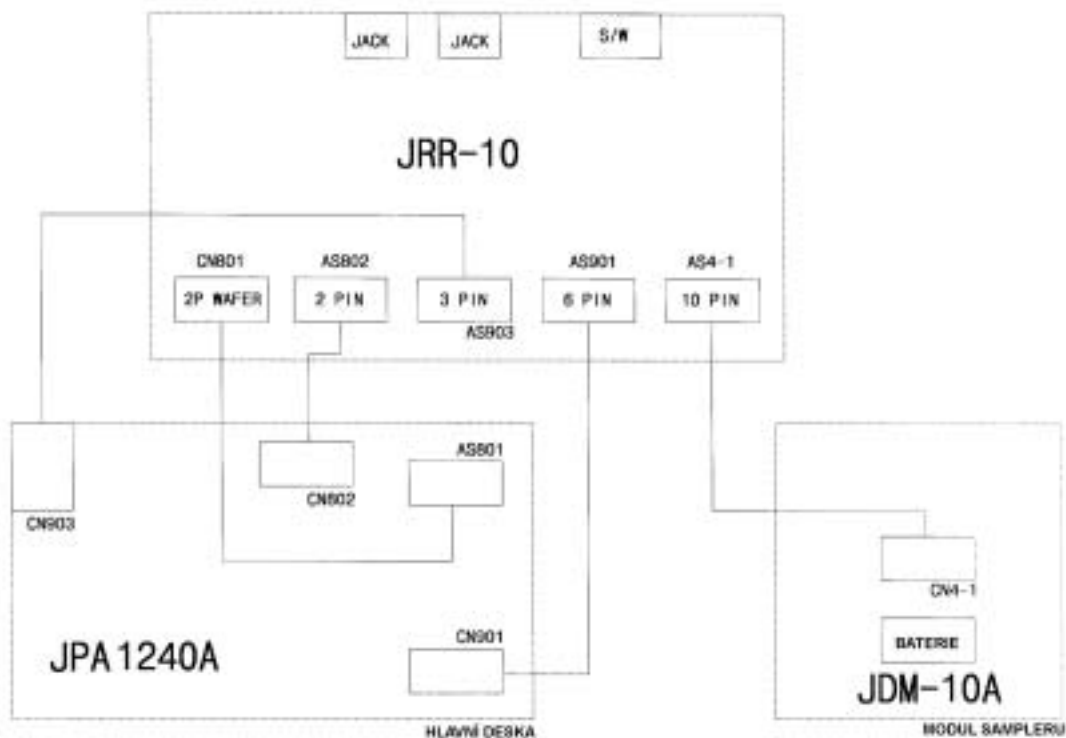 JACK JACK S/W
JRR-10
CN801 AS802 AS901 AS4-1
2P WAFER 2 PIN 3 PIN 6 PIN 10 PIN
AS903
AS801
CN802
CN903
CN4-1
CN901
BATERIE
JPA1240A
JDM-10A
HLAVNÍ DESKA
MODUL SAMPLERU